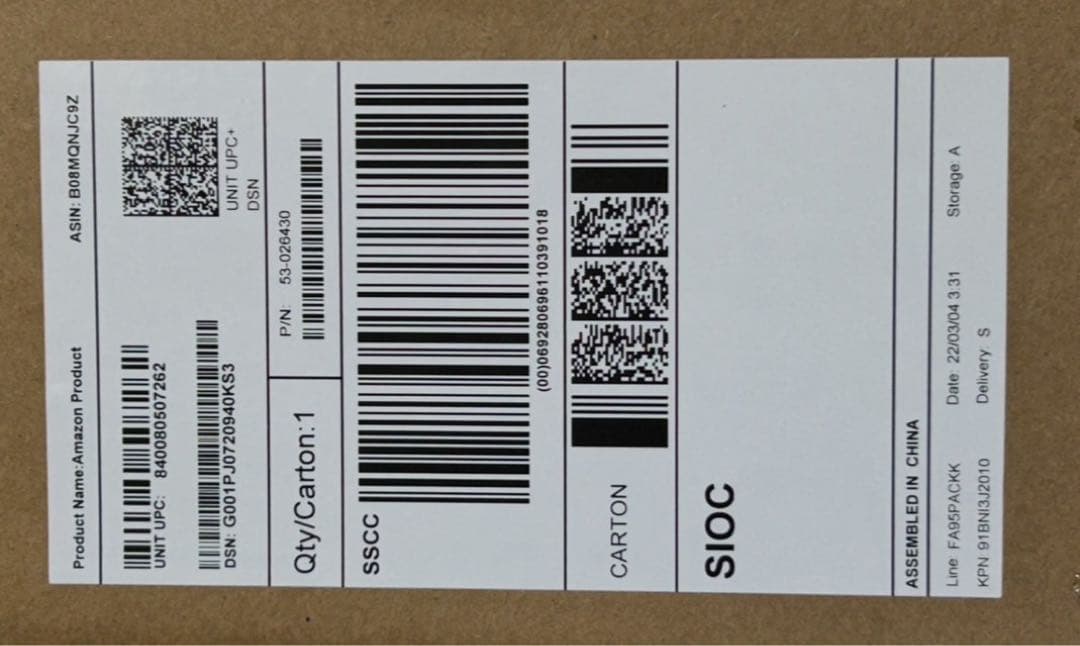 Product Name:Amazon Product ASIN: B08MQNJC9Z
UNIT UPC: 840080507262
DSN: G001PJ0720940KS3
UNIT UPC+
DSN
Qty/Carton:1
P/N: 53-026430
SSCC
(00)069280696110391018
CARTON
SIOC
ASSEMBLED IN CHINA
Line: FA95PACKK Date: 22/03/04 3:31 Storage: A
KPN: 91BNI3J2010 Delivery: S